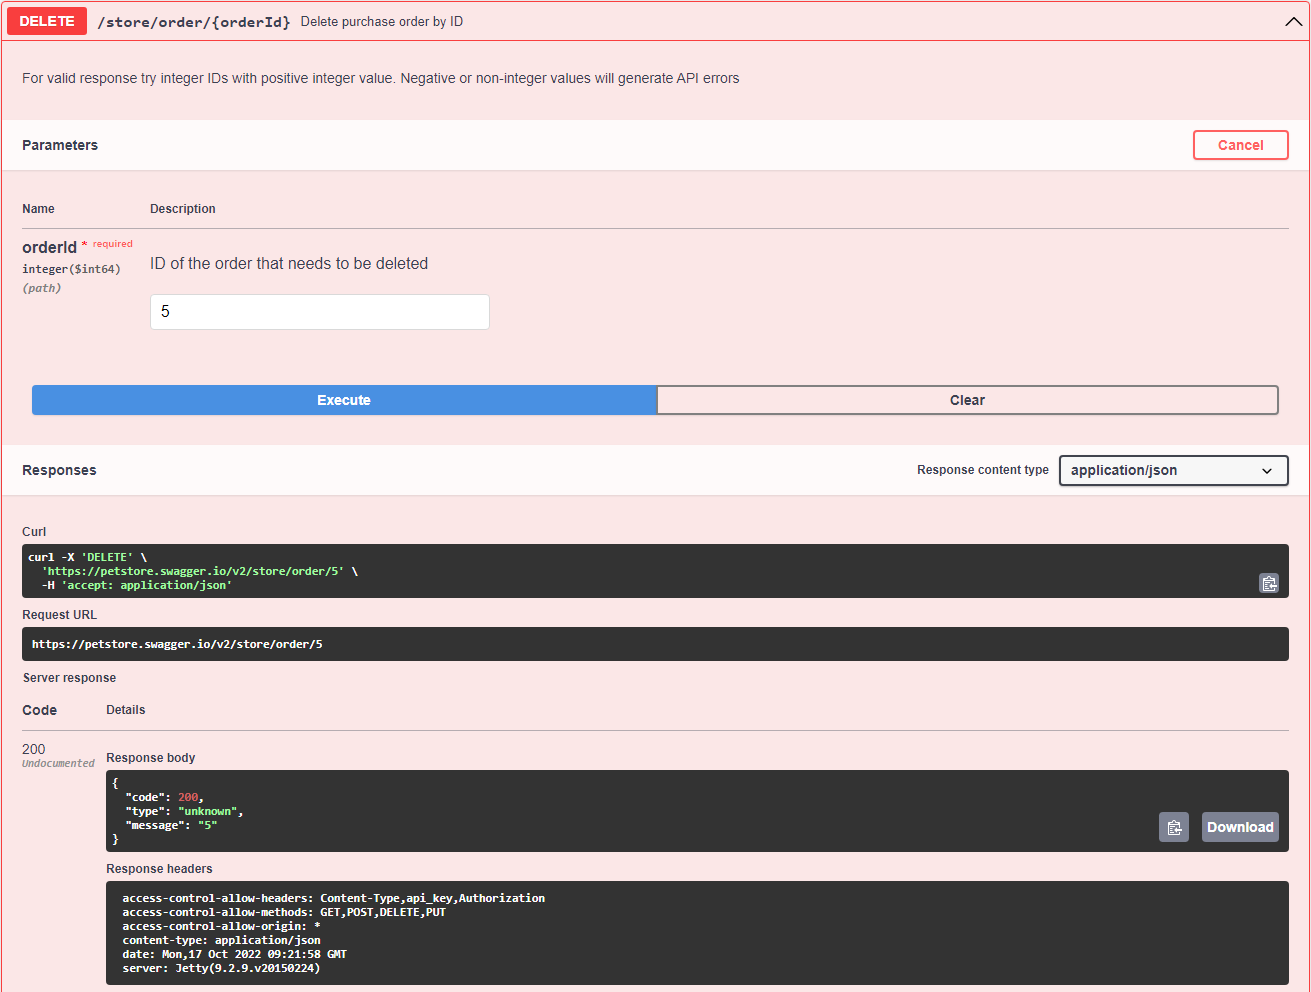 DELETE /store/order/{orderId} Delete purchase order by ID
For valid response try integer IDs with positive integer value. Negative or non-integer values will generate API errors
Parameters Cancel
Name Description
orderId * required
integer($int64)
(path)
ID of the order that needs to be deleted
5
Execute Clear
Responses Response content type application/json
Curl
curl -X 'DELETE' \
'https://petstore.swagger.io/v2/store/order/5' \
-H 'accept: application/json'
Request URL
https://petstore.swagger.io/v2/store/order/5
Server response
Code Details
200
Undocumented
Response body
{
"code": 200,
"type": "unknown",
"message": "5"
}
Download
Response headers
access-control-allow-headers: Content-Type,api_key,Authorization
access-control-allow-methods: GET,POST,DELETE,PUT
access-control-allow-origin: *
content-type: application/json
date: Mon,17 Oct 2022 09:21:58 GMT
server: Jetty(9.2.9.v20150224)